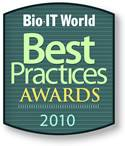 Bio·IT World
Best
Practices
AWARDS
2010